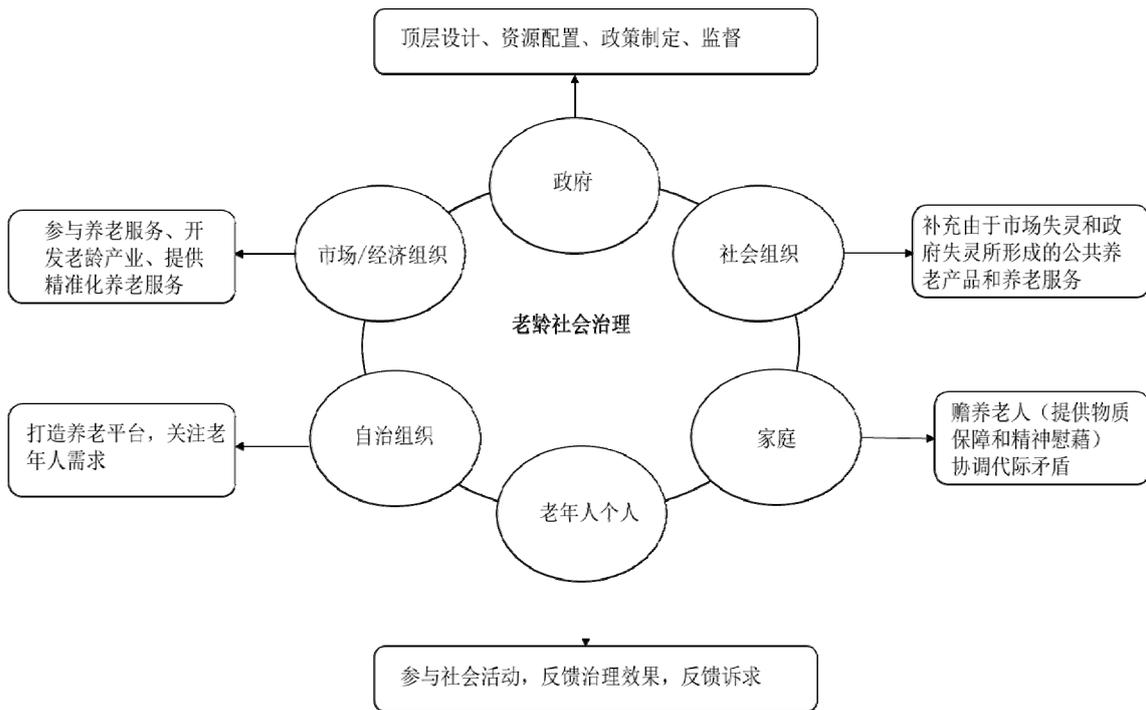 顶层设计、资源配置、政策制定、监督
政府
市场/经济组织
社会组织
参与养老服务、开
发老龄产业、提供
精准化养老服务
补充由于市场失灵和政
府失灵所形成的公共养
老产品和养老服务
老龄社会治理
自治组织
家庭
打造养老平台，关注老
年人需求
赡养老人（提供物质
保障和精神慰藉）
协调代际矛盾
老年人个人
参与社会活动，反馈治理效果，反馈诉求